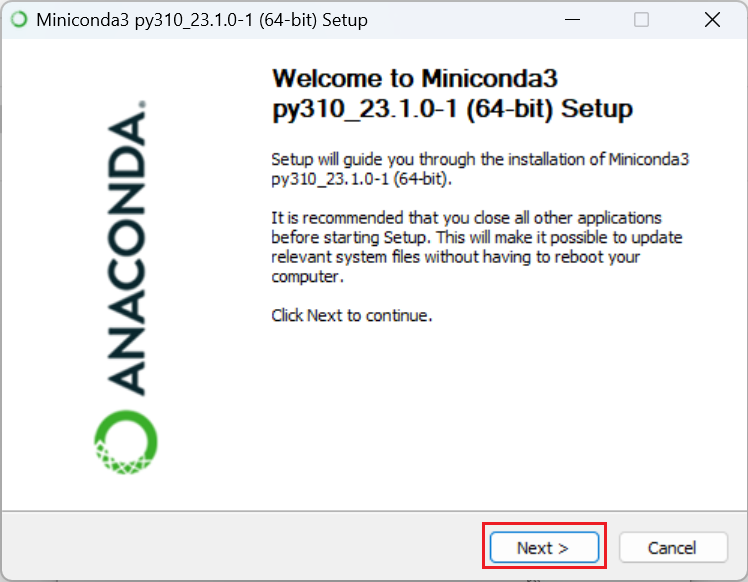 Miniconda3 py310_23.1.0-1 (64-bit) Setup
ANACONDA.
Welcome to Miniconda3
py310_23.1.0-1 (64-bit) Setup
Setup will guide you through the installation of Miniconda3
py310_23.1.0-1 (64-bit).
It is recommended that you close all other applications
before starting Setup. This will make it possible to update
relevant system files without having to reboot your
computer.
Click Next to continue.
Next >
Cancel